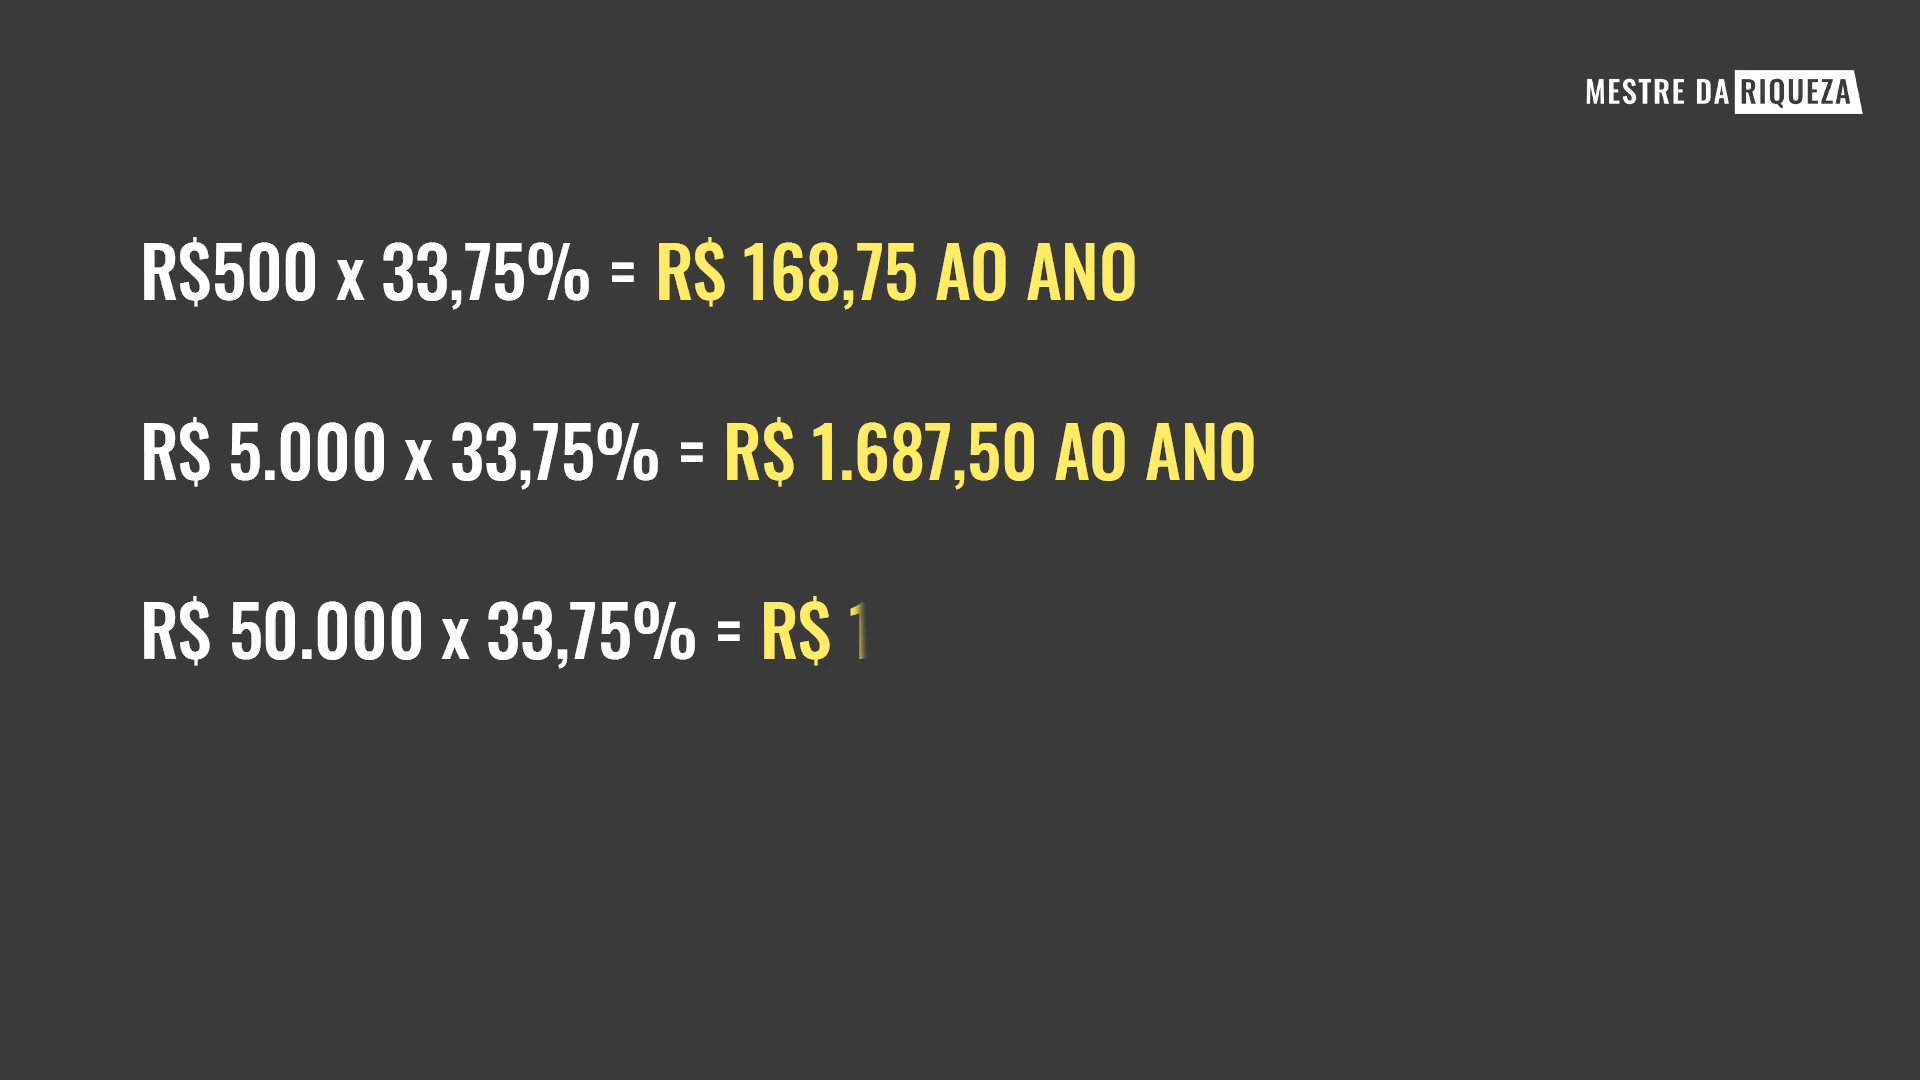 MESTRE DA RIQUEZA
R$500 x 33,75% = R$ 168,75 AO ANO
R$ 5.000 x 33,75% = R$ 1.687,50 AO ANO
R$ 50.000 x 33,75% = R$ 1